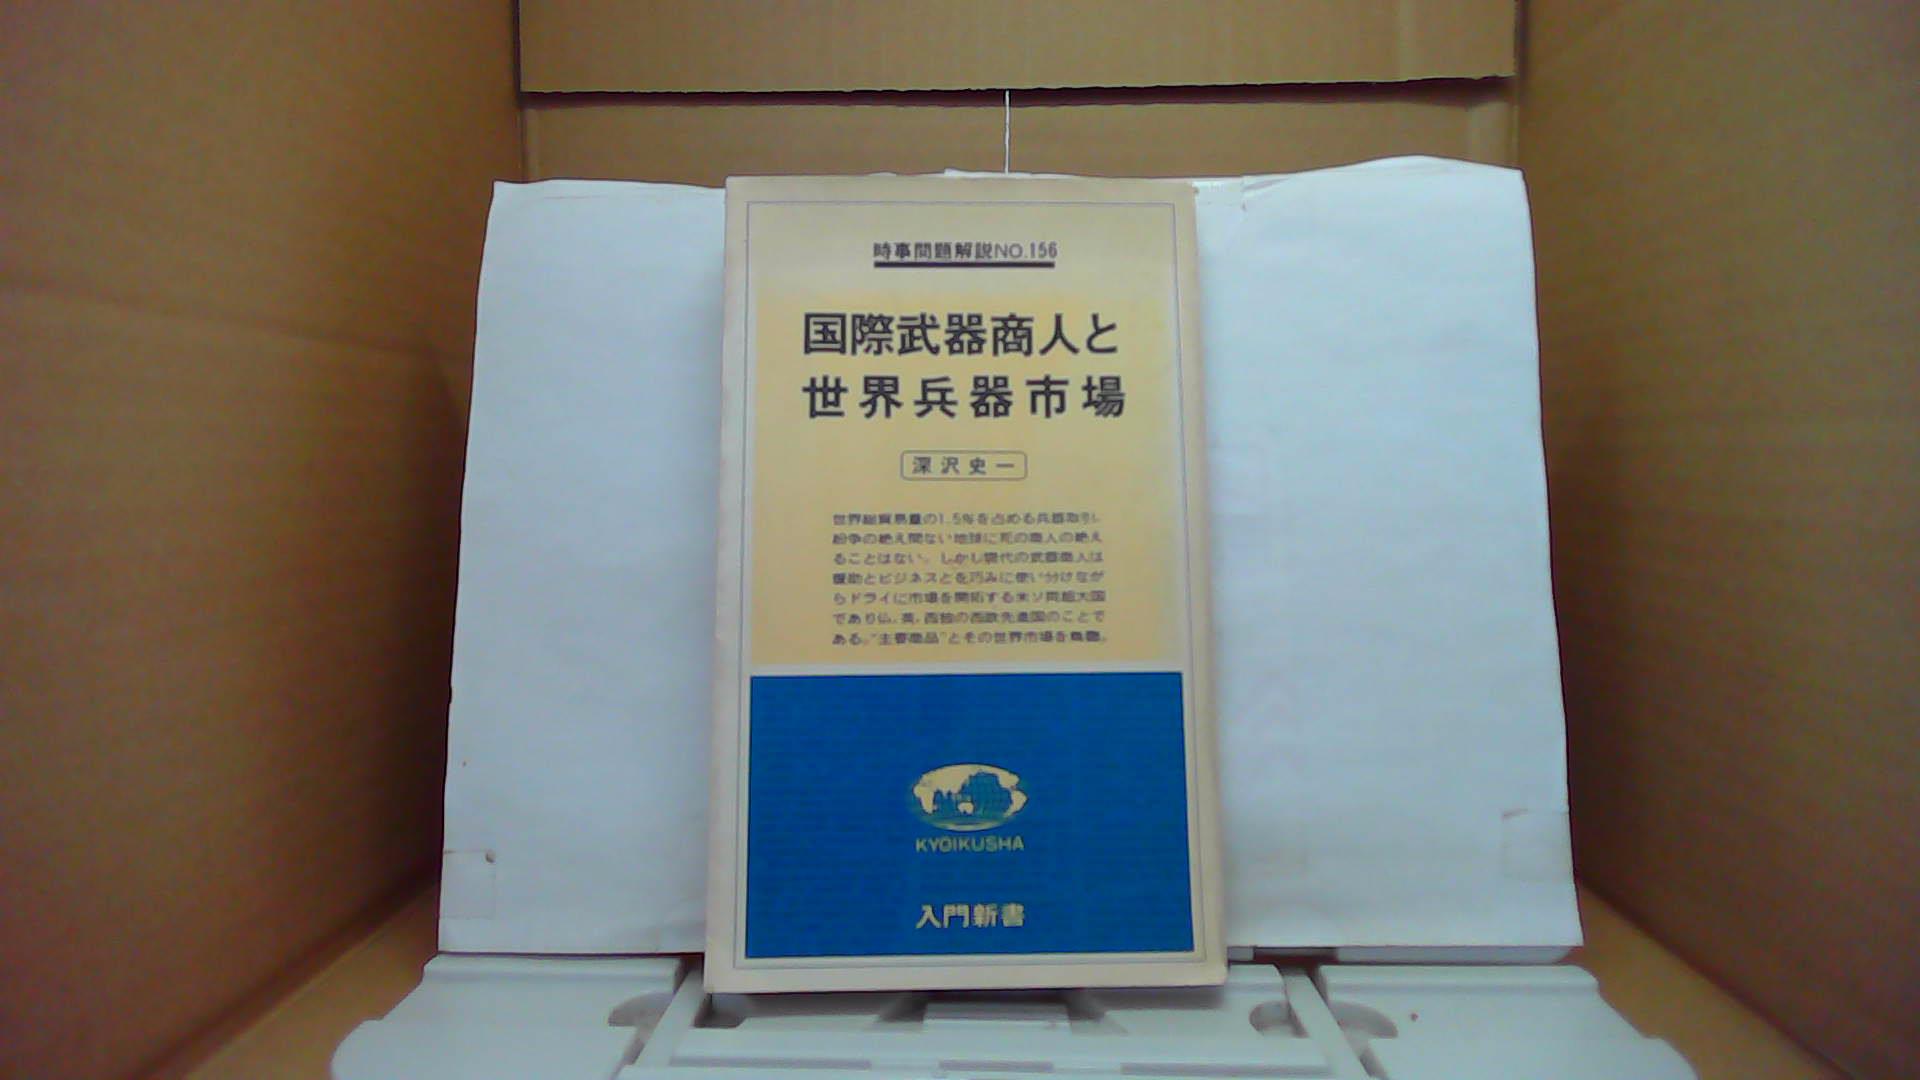 時事問題解説NO.156
国際武器商人と
世界兵器市場
深沢史一
世界総貿易量の1.5%を占める兵器取引。
紛争の絶え間ない地球に死の商人の絶え
ることはない。しかし現代の武器商人は
援助とビジネスとを巧みに使い分けなが
らドライに市場を開拓する米ソ両超大国
であり仏、英、西独の西欧先進国のことで
ある。“主要商品”とその世界市場を鳥瞰。
KYOIKUSHA
入門新書